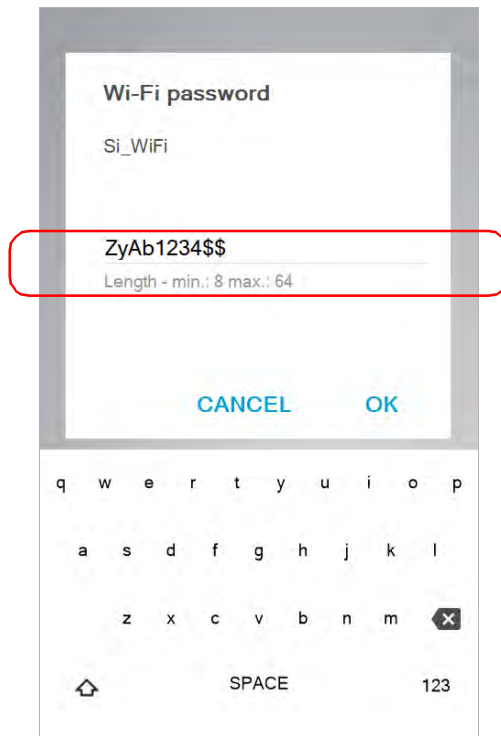 Wi-Fi password
Si_WiFi
ZyAb1234$$
Length - min.: 8 max.: 64
CANCEL OK
q w e r t y u i o p
a s d f g h j k l
z x c v b n m
SPACE 123